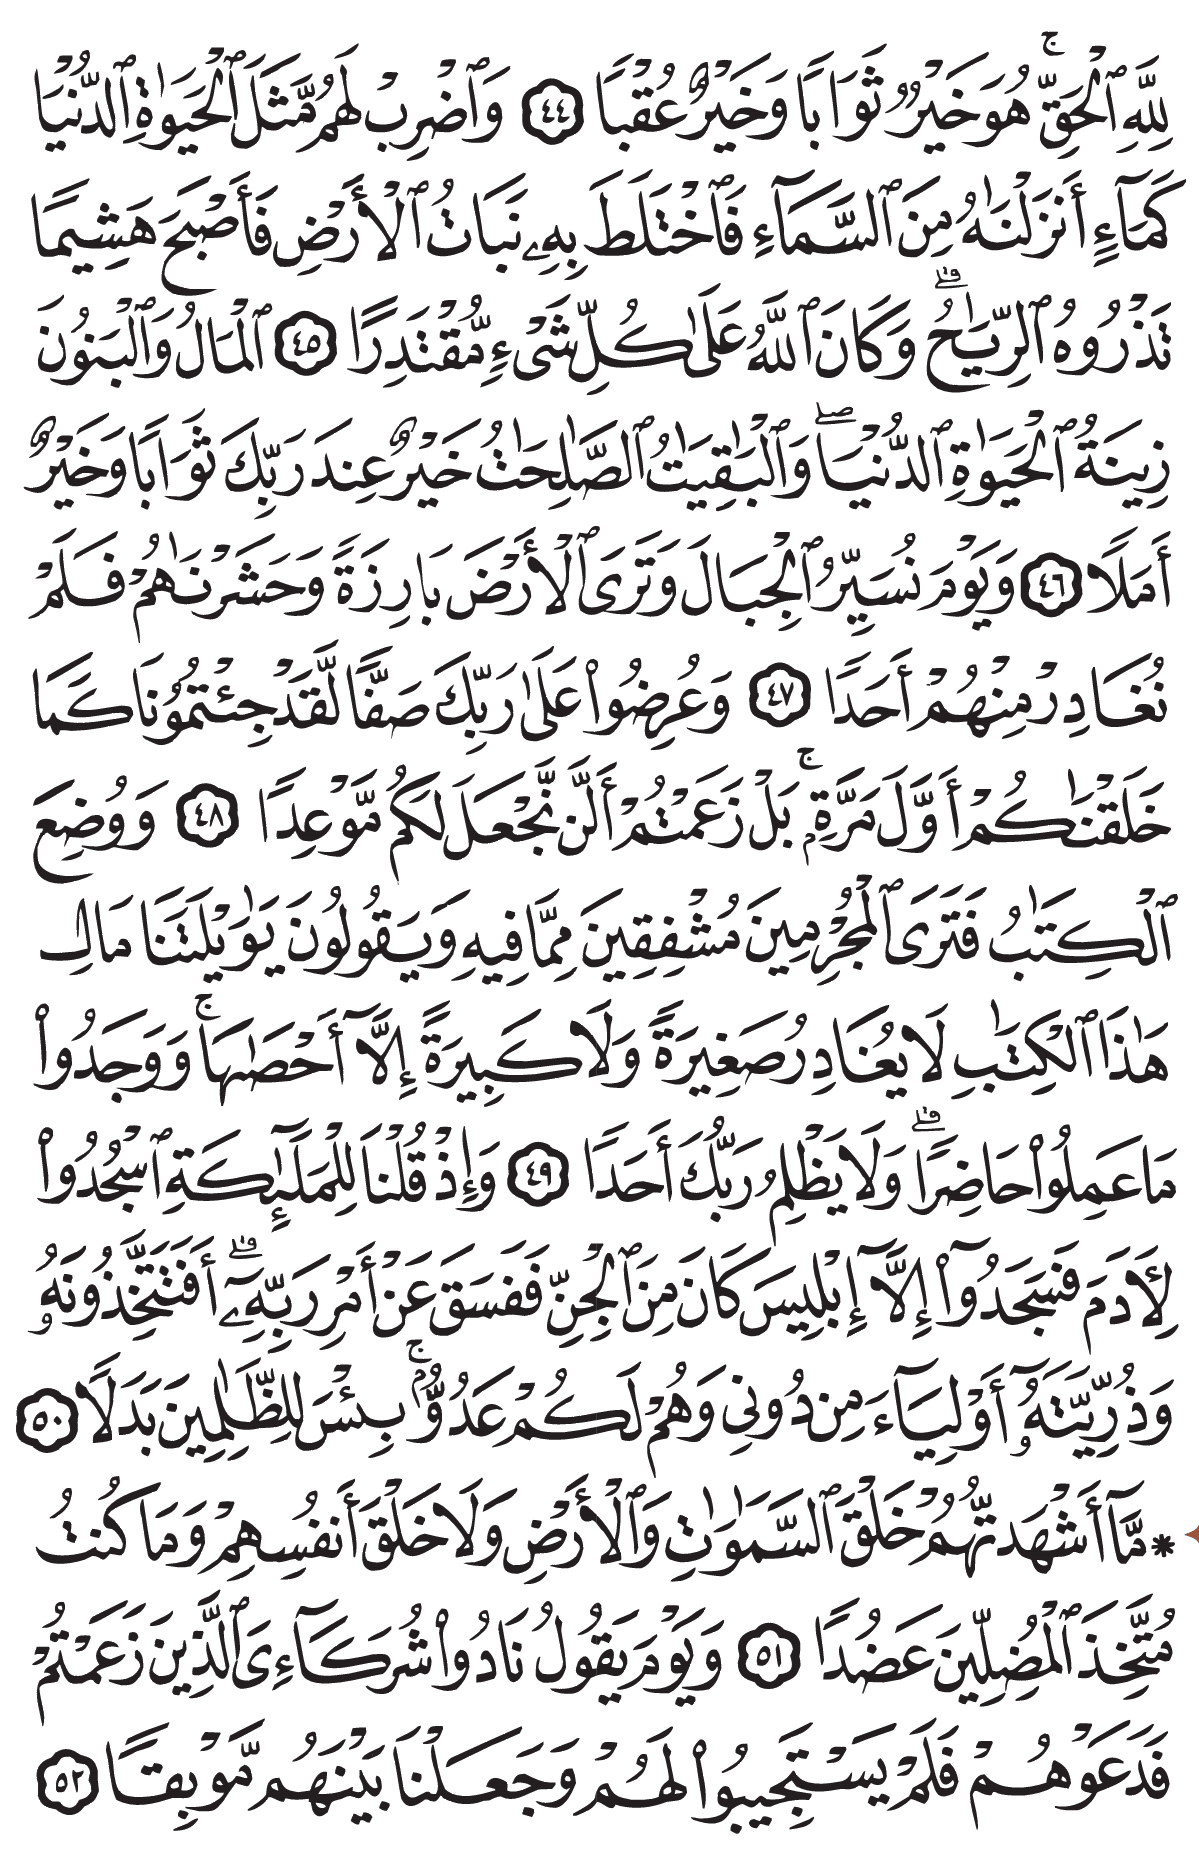 لِلَّهِ ٱلْحَقِّ ۚ هُوَ خَيْرٌ ثَوَابًا وَخَيْرٌ عُقْبًا ٤٤ وَٱضْرِبْ لَهُم مَّثَلَ ٱلْحَيَوٰةِ ٱلدُّنْيَا
كَمَآءٍ أَنزَلْنَٰهُ مِنَ ٱلسَّمَآءِ فَٱخْتَلَطَ بِهِۦ نَبَاتُ ٱلْأَرْضِ فَأَصْبَحَ هَشِيمًا
تَذْرُوهُ ٱلرِّيَٰحُ ۗ وَكَانَ ٱللَّهُ عَلَىٰ كُلِّ شَىْءٍ مُّقْتَدِرًا ٤٥ ٱلْمَالُ وَٱلْبَنُونَ
زِينَةُ ٱلْحَيَوٰةِ ٱلدُّنْيَا ۖ وَٱلْبَٰقِيَٰتُ ٱلصَّٰلِحَٰتُ خَيْرٌ عِندَ رَبِّكَ ثَوَابًا وَخَيْرٌ
أَمَلًا ٤٦ وَيَوْمَ نُسَيِّرُ ٱلْجِبَالَ وَتَرَى ٱلْأَرْضَ بَارِزَةً وَحَشَرْنَٰهُمْ فَلَمْ
نُغَادِرْ مِنْهُمْ أَحَدًا ٤٧ وَعُرِضُوا۟ عَلَىٰ رَبِّكَ صَفًّا لَّقَدْ جِئْتُمُونَا كَمَا
خَلَقْنَٰكُمْ أَوَّلَ مَرَّةٍۭ ۚ بَلْ زَعَمْتُمْ أَلَّن نَّجْعَلَ لَكُم مَّوْعِدًا ٤٨ وَوُضِعَ
ٱلْكِتَٰبُ فَتَرَى ٱلْمُجْرِمِينَ مُشْفِقِينَ مِمَّا فِيهِ وَيَقُولُونَ يَٰوَيْلَتَنَا مَالِ
هَٰذَا ٱلْكِتَٰبِ لَا يُغَادِرُ صَغِيرَةً وَلَا كَبِيرَةً إِلَّآ أَحْصَىٰهَا ۚ وَوَجَدُوا۟
مَا عَمِلُوا۟ حَاضِرًا ۗ وَلَا يَظْلِمُ رَبُّكَ أَحَدًا ٤٩ وَإِذْ قُلْنَا لِلْمَلَٰٓئِكَةِ ٱسْجُدُوا۟
لِءَادَمَ فَسَجَدُوٓا۟ إِلَّآ إِبْلِيسَ كَانَ مِنَ ٱلْجِنِّ فَفَسَقَ عَنْ أَمْرِ رَبِّهِۦٓ ۗ أَفَتَتَّخِذُونَهُۥ
وَذُرِّيَّتَهُۥٓ أَوْلِيَآءَ مِن دُونِى وَهُمْ لَكُمْ عَدُوٌّۢ ۚ بِئْسَ لِلظَّٰلِمِينَ بَدَلًا ٥٠
* مَّآ أَشْهَدتُّهُمْ خَلْقَ ٱلسَّمَٰوَٰتِ وَٱلْأَرْضِ وَلَا خَلْقَ أَنفُسِهِمْ وَمَا كُنتُ
مُتَّخِذَ ٱلْمُضِلِّينَ عَضُدًا ٥١ وَيَوْمَ يَقُولُ نَادُوا۟ شُرَكَآءِىَ ٱلَّذِينَ زَعَمْتُمْ
فَدَعَوْهُمْ فَلَمْ يَسْتَجِيبُوا۟ لَهُمْ وَجَعَلْنَا بَيْنَهُم مَّوْبِقًا ٥٢